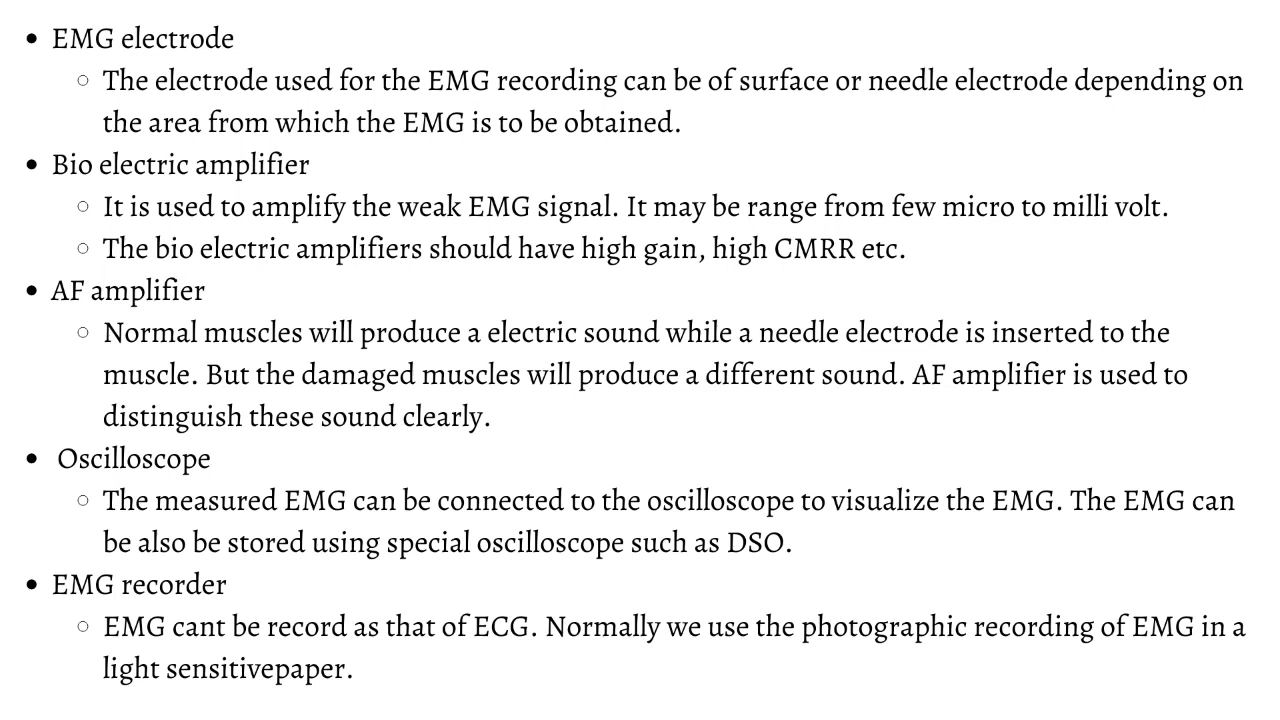 • EMG electrode
○ The electrode used for the EMG recording can be of surface or needle electrode depending on
the area from which the EMG is to be obtained.
• Bio electric amplifier
○ It is used to amplify the weak EMG signal. It may be range from few micro to milli volt.
○ The bio electric amplifiers should have high gain, high CMRR etc.
• AF amplifier
○ Normal muscles will produce a electric sound while a needle electrode is inserted to the
muscle. But the damaged muscles will produce a different sound. AF amplifier is used to
distinguish these sound clearly.
• Oscilloscope
○ The measured EMG can be connected to the oscilloscope to visualize the EMG. The EMG can
be also be stored using special oscilloscope such as DSO.
• EMG recorder
○ EMG cant be record as that of ECG. Normally we use the photographic recording of EMG in a
light sensitivepaper.